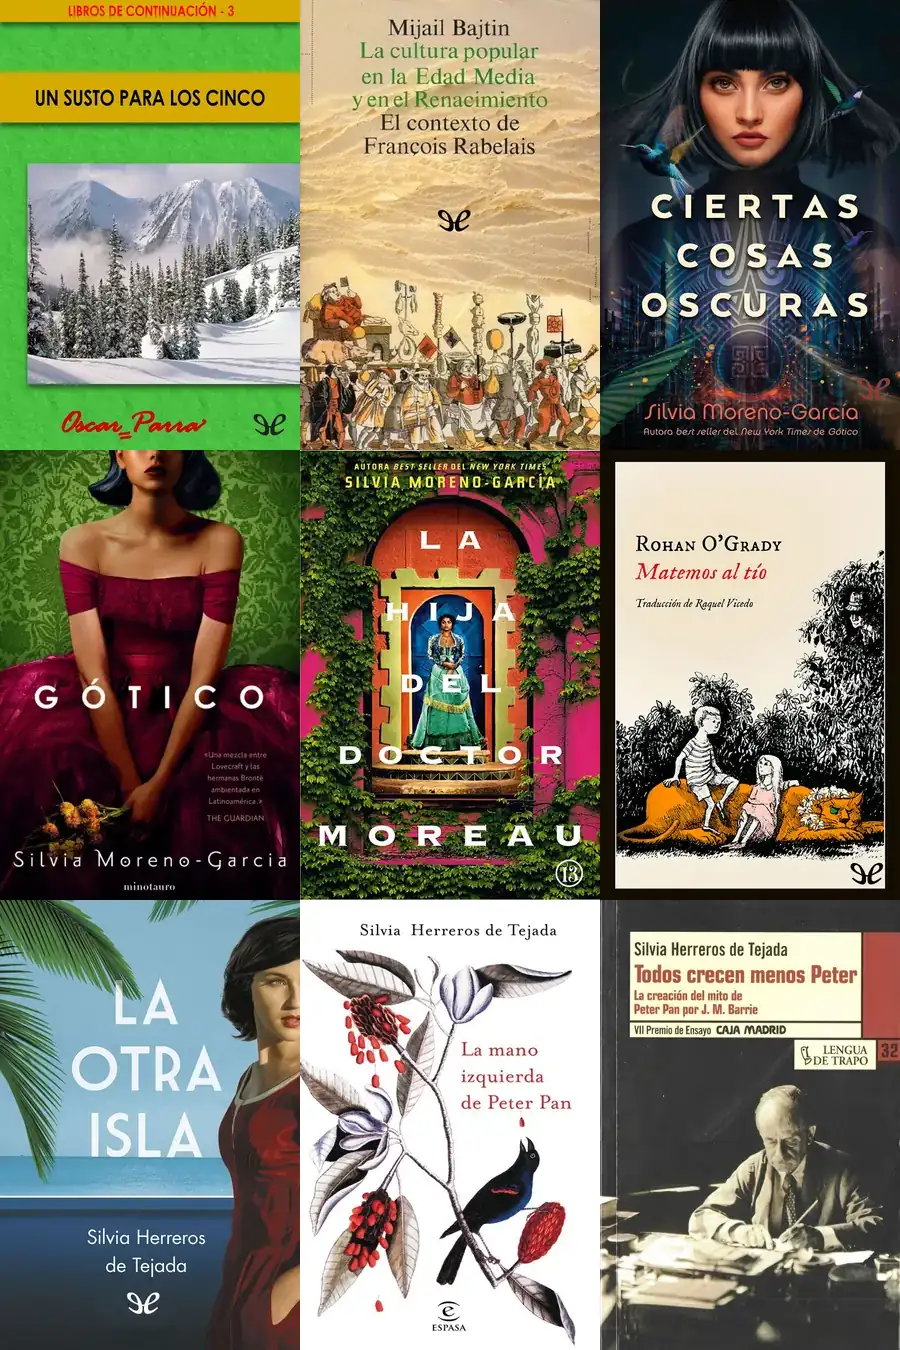 LIBROS DE CONTINUACIÓN - 3
UN SUSTO PARA LOS CINCO
Oscar Parra
Mijail Bajtin
La cultura popular
en la Edad Media
y en el Renacimiento
El contexto de
François Rabelais
CIERTAS
COSAS
OSCURAS
Silvia Moreno-García
Autora best seller del New York Times de Gótico
GÓTICO
«Una mezcla entre
Lovecraft y las
hermanas Brontë
ambientada en
Latinoamérica.»
THE GUARDIAN
Silvia Moreno-Garcia
minotauro
AUTORA BEST SELLER DEL NEW YORK TIMES
SILVIA MORENO-GARCÍA
LA
HIJA
DEL
DOCTOR
MOREAU
13
Rohan O'Grady
Matemos al tío
Traducción de Raquel Vicedo
LA
OTRA
ISLA
Silvia Herreros
de Tejada
Silvia Herreros de Tejada
La mano
izquierda
de Peter Pan
ESPASA
Silvia Herreros de Tejada
Todos crecen menos Peter
La creación del mito de
Peter Pan por J. M. Barrie
VII Premio de Ensayo CAJA MADRID
LENGUA
DE TRAPO
32